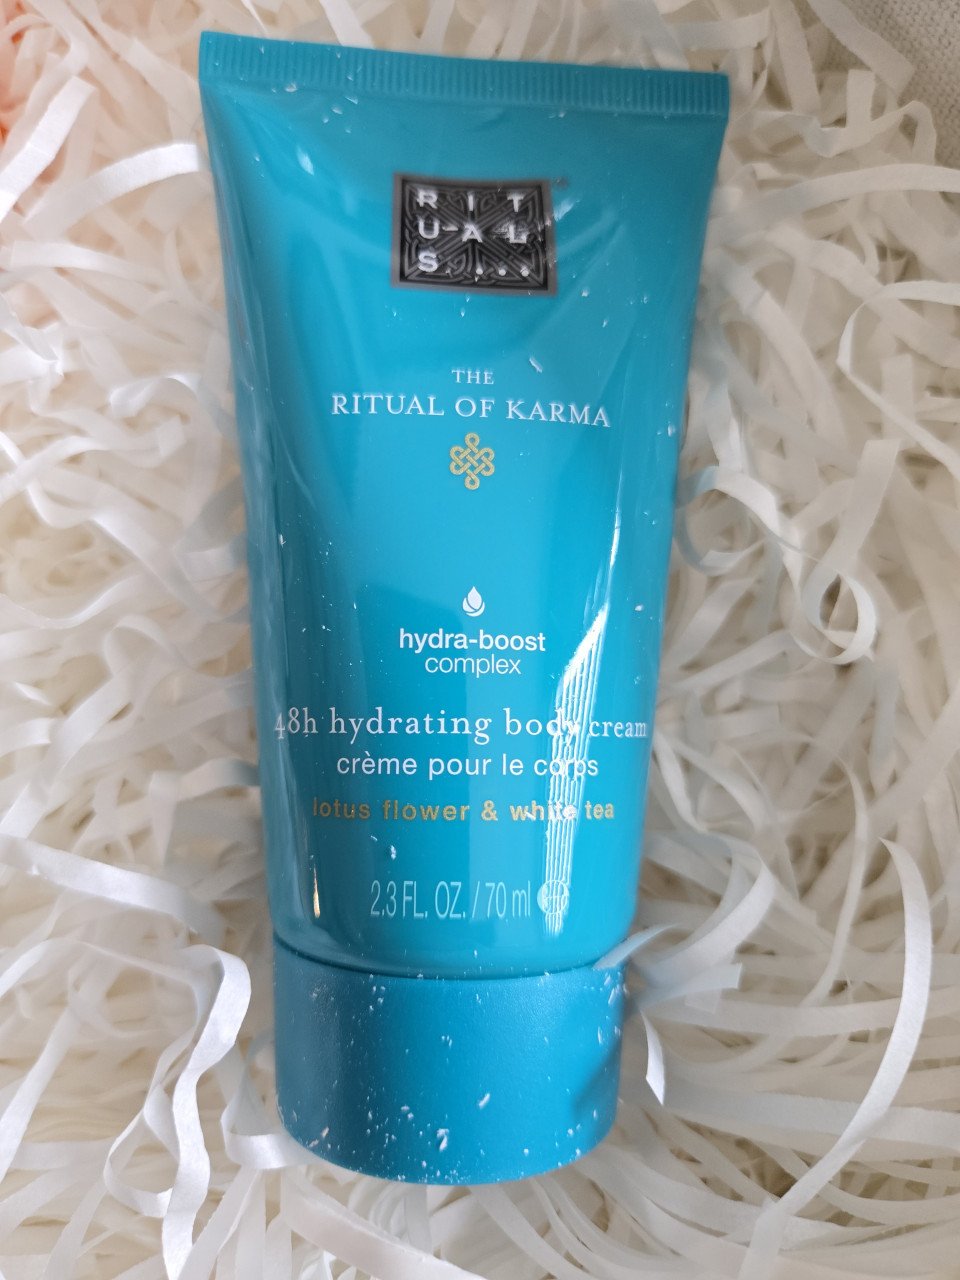 RIT
UAL
S...
THE
RITUAL OF KARMA
hydra-boost
complex
48h hydrating body cream
crème pour le corps
lotus flower & white tea
2.3 FL. OZ. / 70 ml